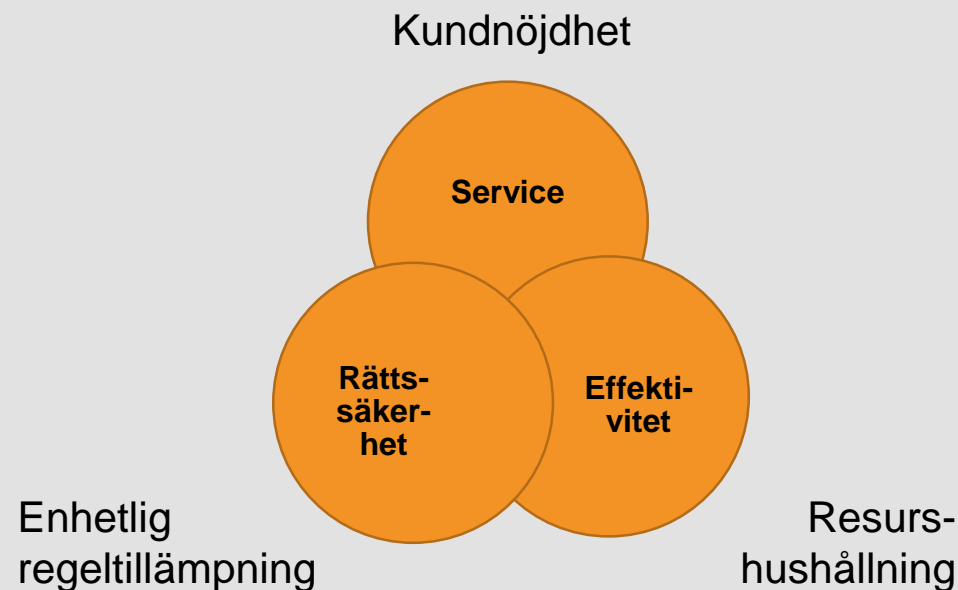 Kundnöjdhet
Service
Rätts-
säker-
het
Effekti-
vitet
Enhetlig
regeltillämpning
Resurs-
hushållning